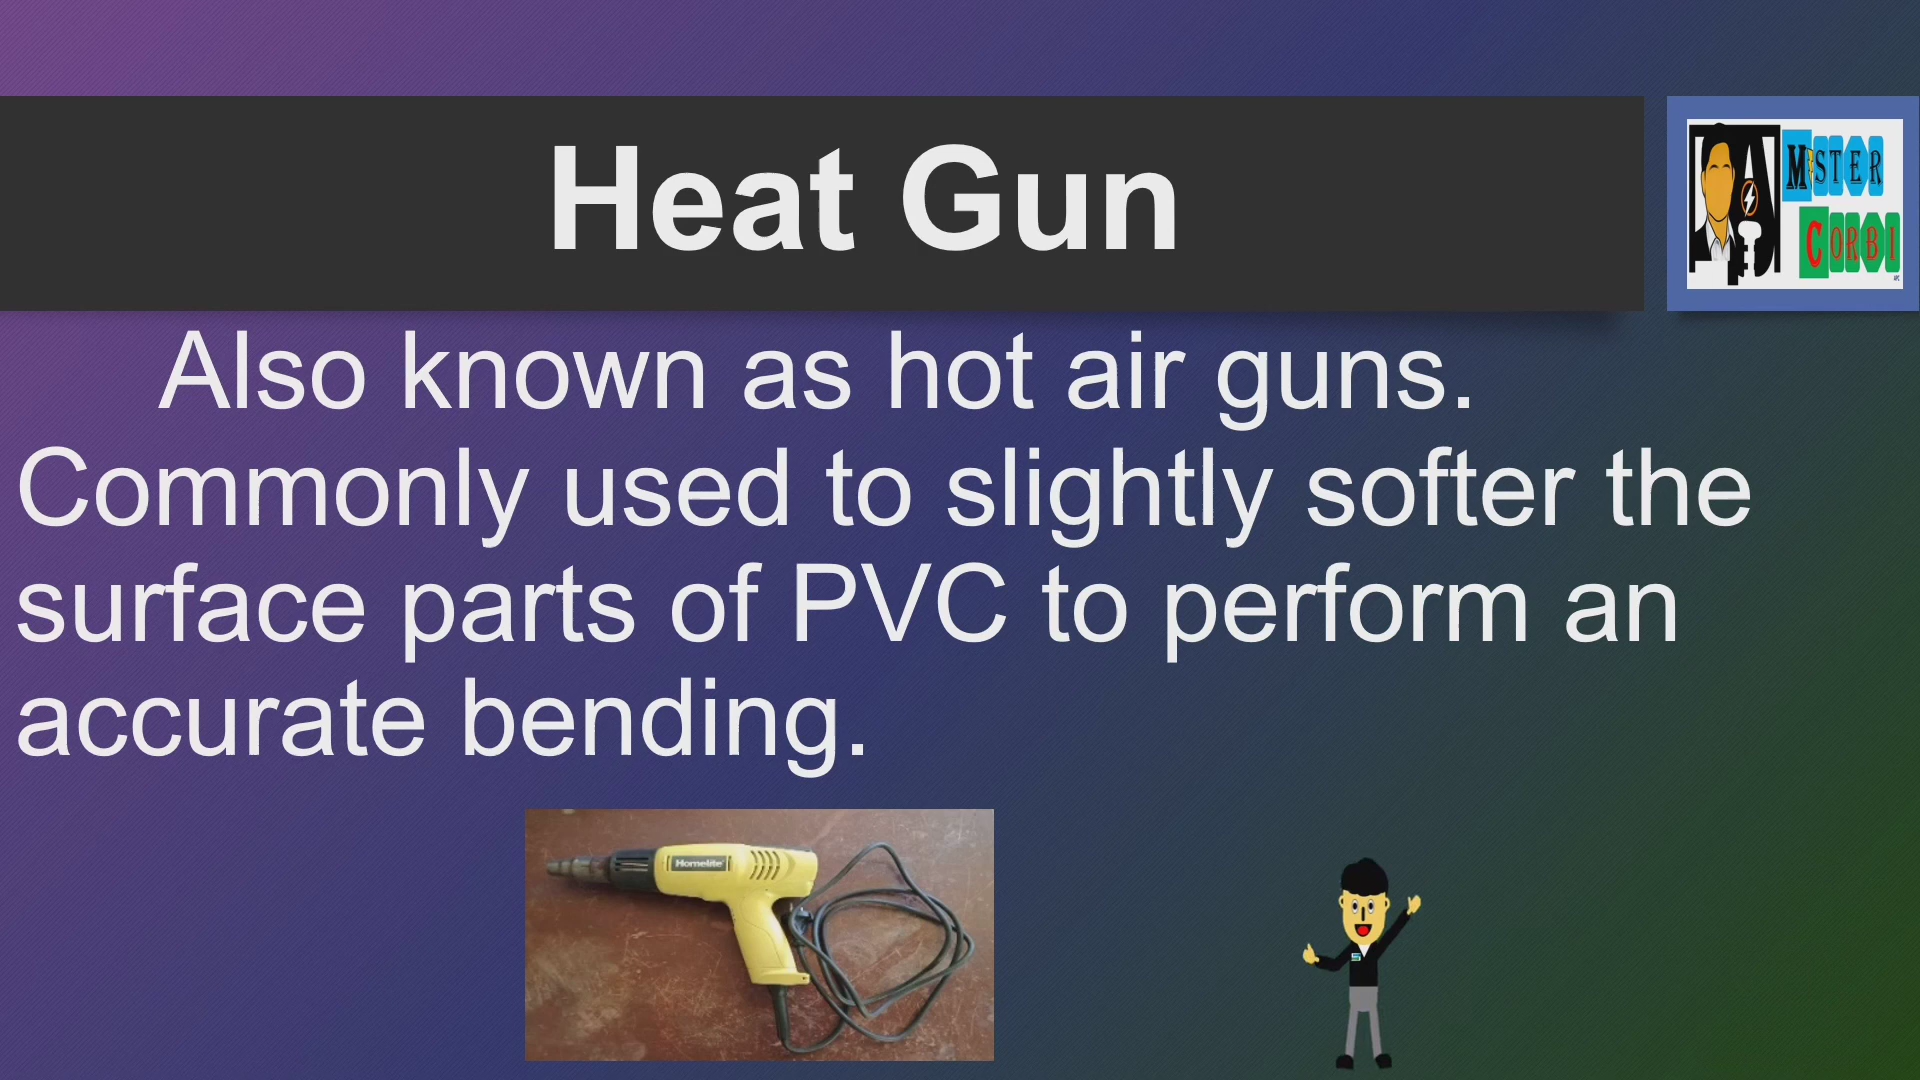 Heat Gun
MISTER
CORBI
Also known as hot air guns.
Commonly used to slightly softer the
surface parts of PVC to perform an
accurate bending.
Homelite